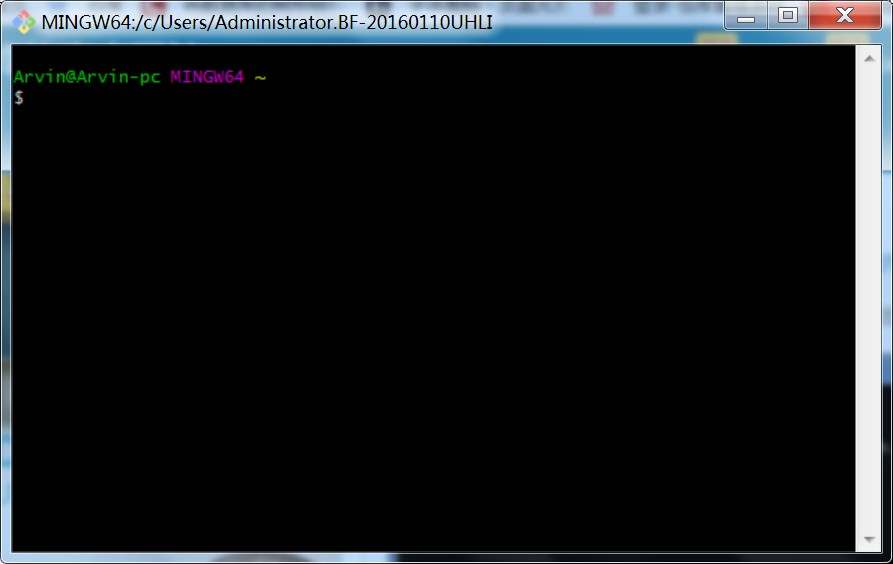 MINGW64:/c/Users/Administrator.BF-20160110UHLI
Arvin@Arvin-pc MINGW64 ~
$